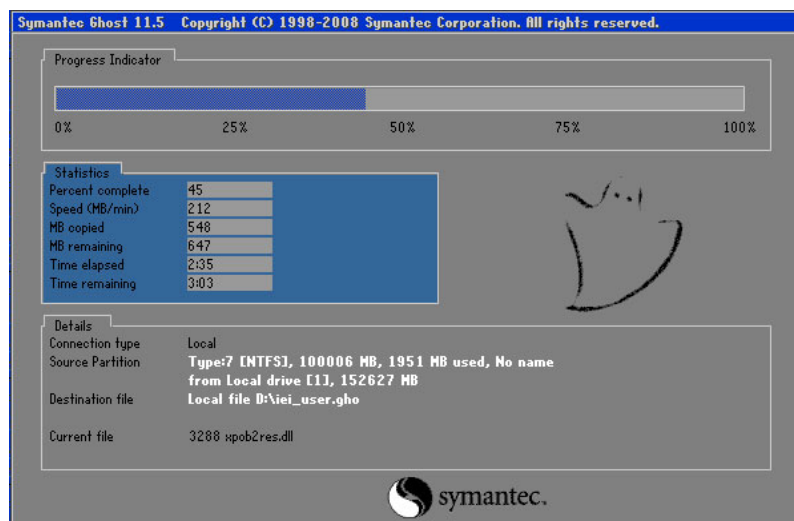 Symantec Ghost 11.5   Copyright (C) 1998-2008 Symantec Corporation. All rights reserved.
Progress Indicator
0%   25%   50%   75%   100%
Statistics
Percent complete   45
Speed (MB/min)   212
MB copied   548
MB remaining   647
Time elapsed   2:35
Time remaining   3:03
Details
Connection type   Local
Source Partition   Type:7 [NTFS], 100006 MB, 1951 MB used, No name
from Local drive [1], 152627 MB
Destination file   Local file D:\iei_user.gho
Current file   3288 xpob2res.dll
symantec.